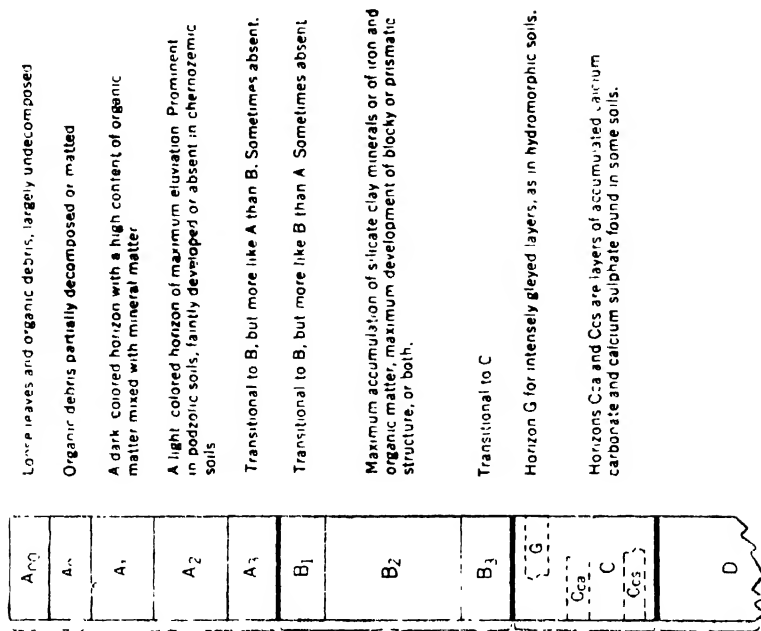 A₀₀
Loose leaves and organic debris, largely undecomposed
A₀
Organic debris partially decomposed or matted
A₁
A dark colored horizon with a high content of organic
matter mixed with mineral matter
A₂
A light colored horizon of maximum eluviation Prominent
in podzolic soils, faintly developed or absent in chernozemic
soils
A₃
Transitional to B, but more like A than B. Sometimes absent.
B₁
Transitional to B, but more like B than A Sometimes absent
B₂
Maximum accumulation of silicate clay minerals or of iron and
organic matter, maximum development of blocky or prismatic
structure, or both.
B₃
Transitional to C
G
Horizon G for intensely gleyed layers, as in hydromorphic soils.
Cca
C
Ccs
Horizons Cca and Ccs are layers of accumulated calcium
carbonate and calcium sulphate found in some soils.
D